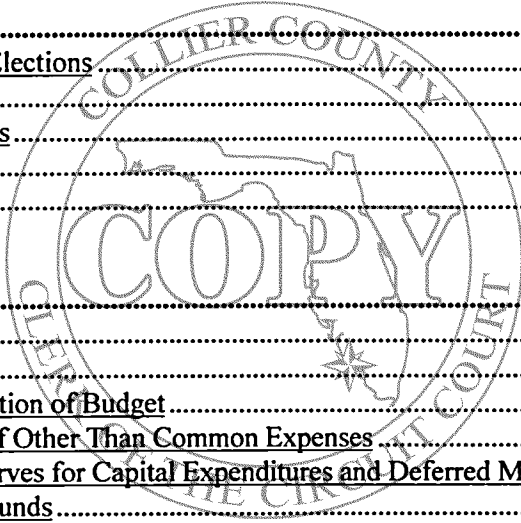 Elections
COLLIER COUNTY
COPY
CLERK OF THE CIRCUIT COURT
tion of Budget
f Other Than Common Expenses
rves for Capital Expenditures and Deferred M
unds